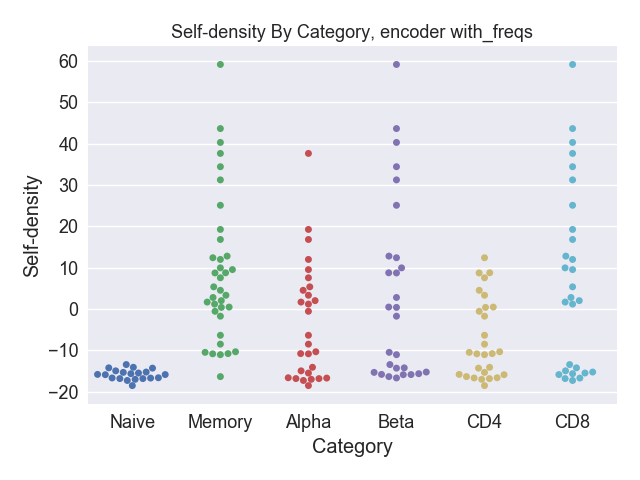 Self-density By Category, encoder with_freqs
60
50
40
30
20
10
0
−10
−20
Self-density
Naive Memory Alpha Beta CD4 CD8
Category